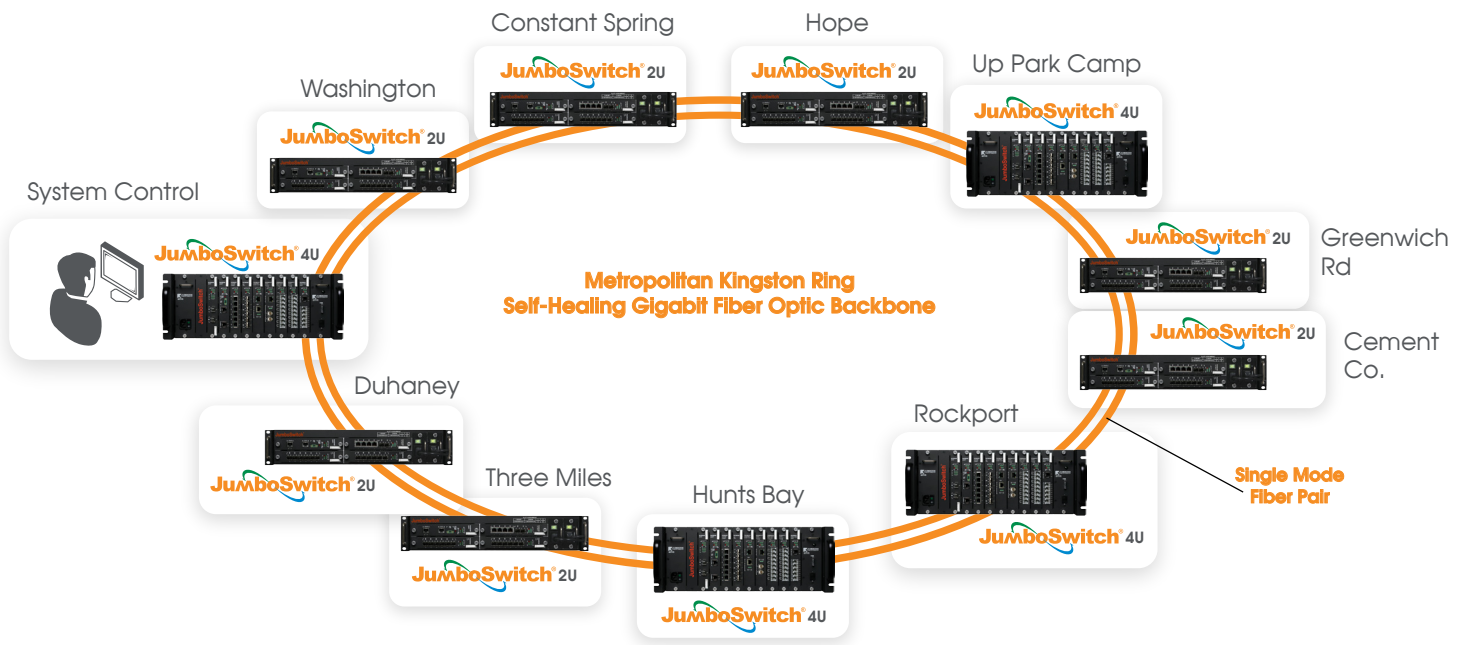 Constant Spring
JumboSwitch® 2U
Hope
JumboSwitch® 2U
Up Park Camp
JumboSwitch® 4U
Washington
JumboSwitch® 2U
System Control
JumboSwitch® 4U
JumboSwitch® 2U
Greenwich
Rd
Metropolitan Kingston Ring
Self-Healing Gigabit Fiber Optic Backbone
JumboSwitch® 2U
Cement
Co.
Duhaney
JumboSwitch® 2U
Three Miles
JumboSwitch® 2U
Hunts Bay
JumboSwitch
JumboSwitch® 4U
Rockport
JumboSwitch
JumboSwitch® 4U
Single Mode
Fiber Pair